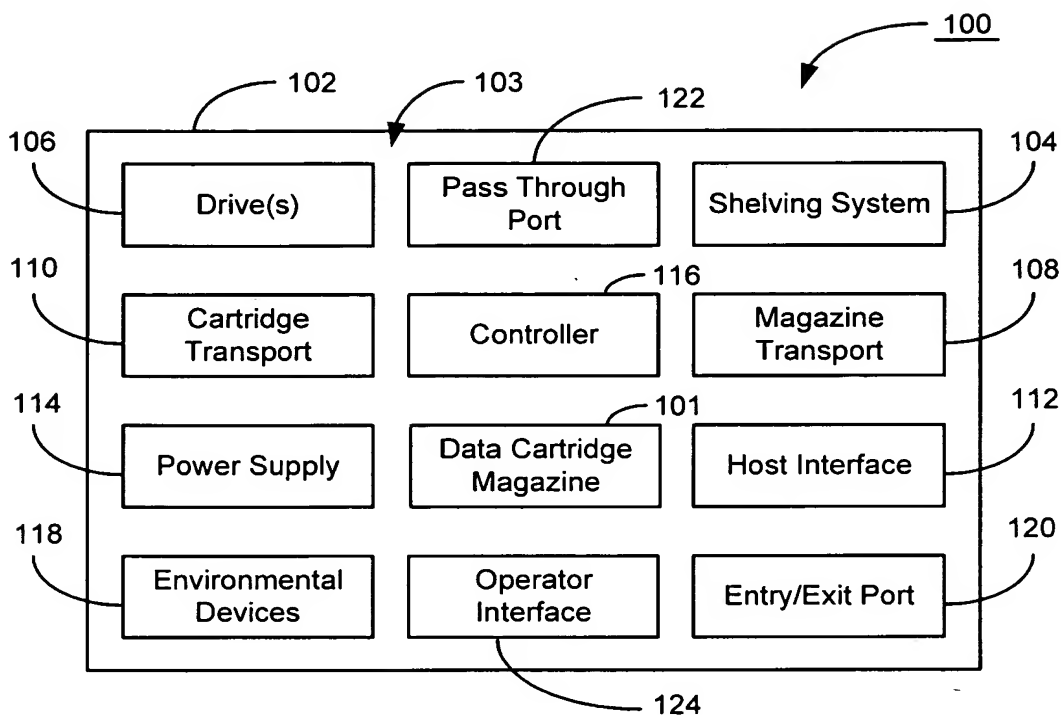 100
102
103
122
106
104
Drive(s)
Pass Through
Port
Shelving System
110
116
108
Cartridge
Transport
Controller
Magazine
Transport
114
101
112
Power Supply
Data Cartridge
Magazine
Host Interface
118
120
Environmental
Devices
Operator
Interface
Entry/Exit Port
124